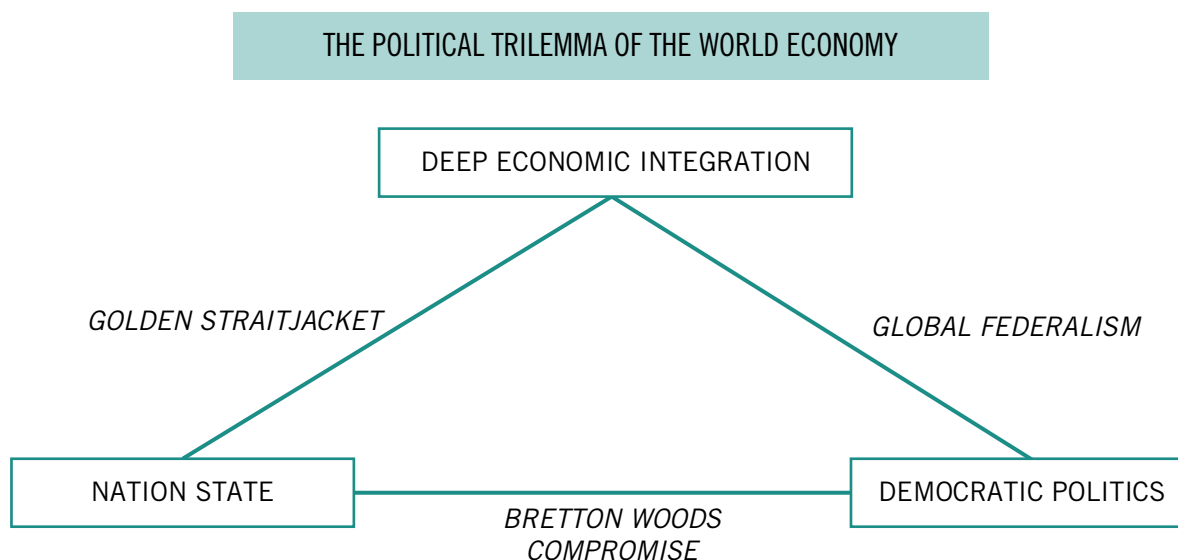 THE POLITICAL TRILEMMA OF THE WORLD ECONOMY
DEEP ECONOMIC INTEGRATION
GOLDEN STRAITJACKET
GLOBAL FEDERALISM
NATION STATE
DEMOCRATIC POLITICS
BRETTON WOODS
COMPROMISE